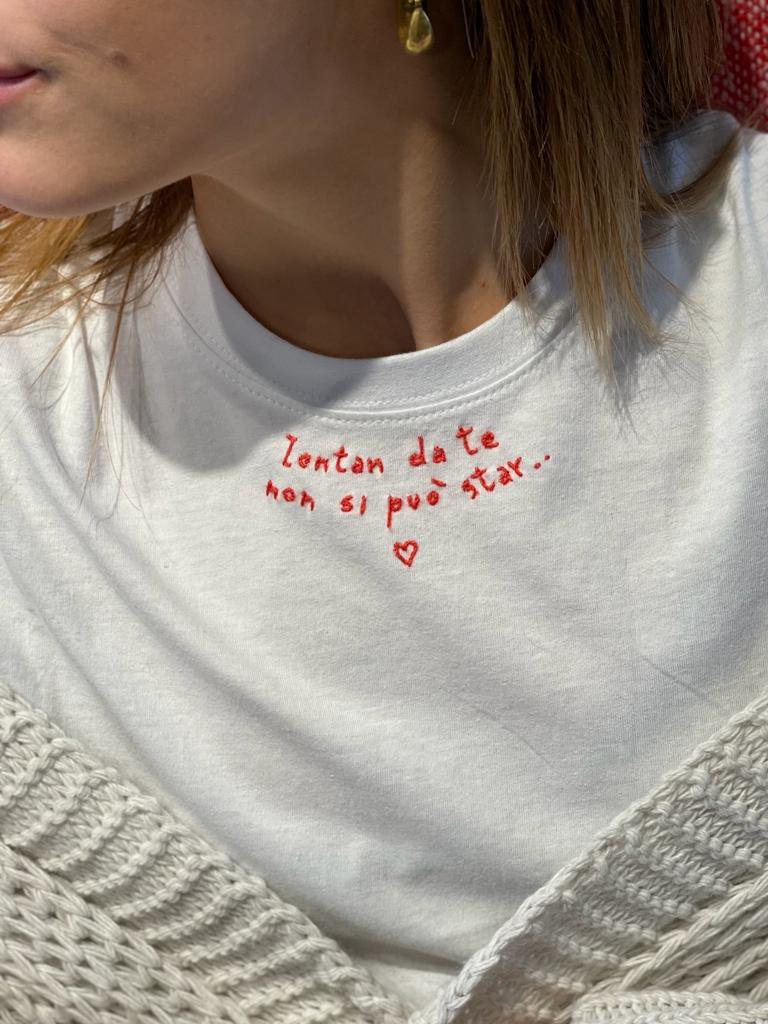 lontan da te
non si può star..